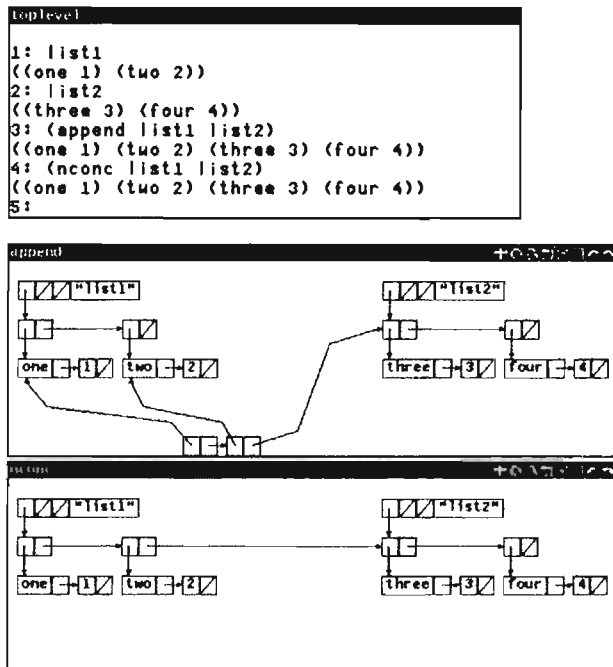 toplevel
1: list1
((one 1) (two 2))
2: list2
((three 3) (four 4))
3: (append list1 list2)
((one 1) (two 2) (three 3) (four 4))
4: (nconc list1 list2)
((one 1) (two 2) (three 3) (four 4))
5:
append
"list1" "list2"
one 1 two 2 three 3 four 4
nconc
"list1" "list2"
one 1 two 2 three 3 four 4